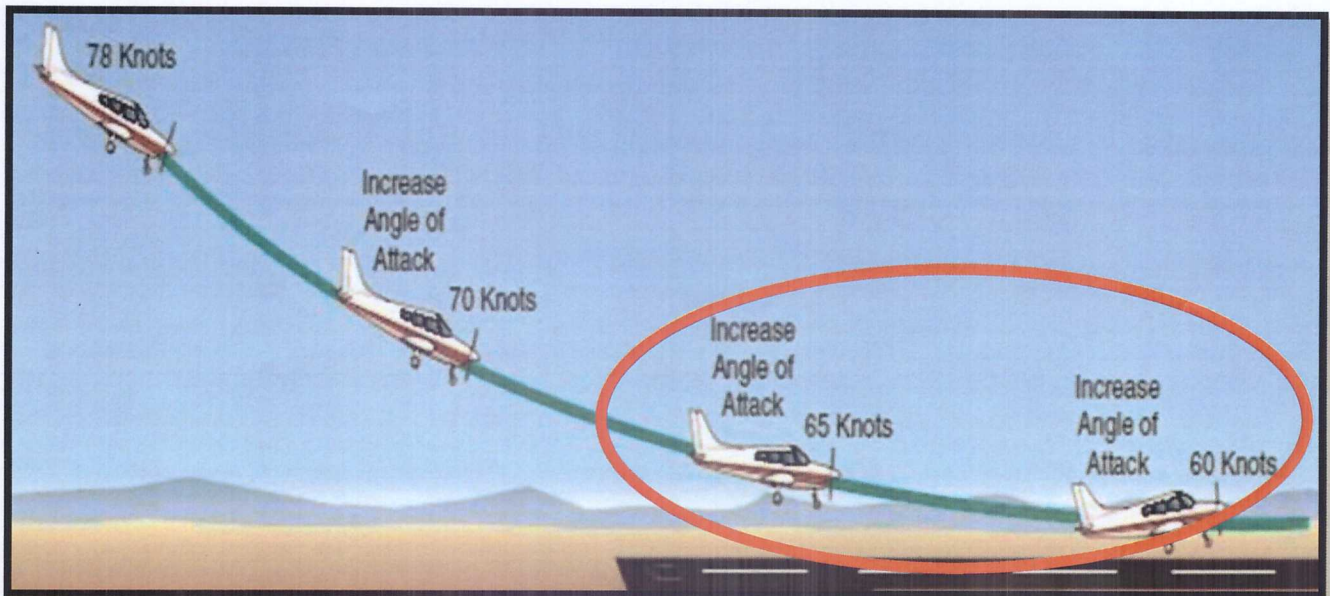 78 Knots
Increase
Angle of
Attack
70 Knots
Increase
Angle of
Attack
65 Knots
Increase
Angle of
Attack
60 Knots